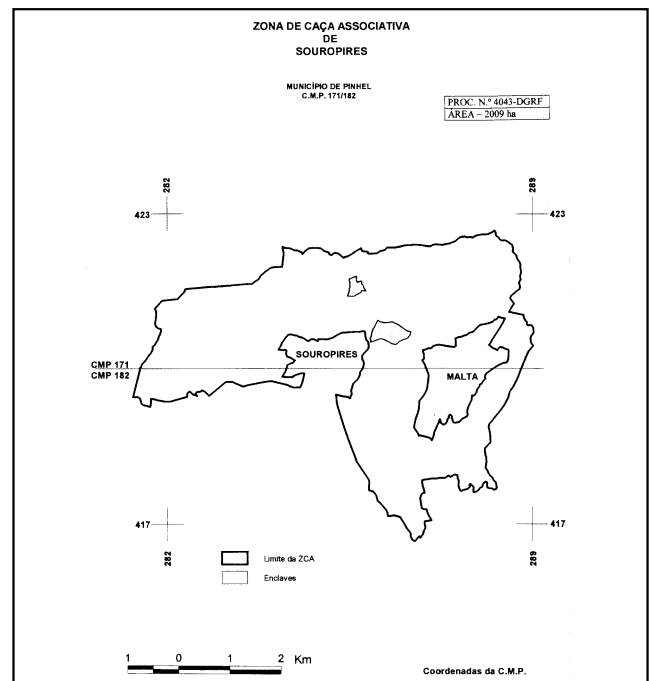 ZONA DE CAÇA ASSOCIATIVA
DE
SOUROPIRES
MUNICÍPIO DE PINHEL
C.M.P. 171/182
PROC. N.º 4043-DGRF
ÁREA – 2009 ha
282
289
423
423
SOUROPIRES
CMP 171
CMP 182
MALTA
417
417
282
289
Limite da ZCA
Enclaves
1 0 1 2 Km
Coordenadas da C.M.P.